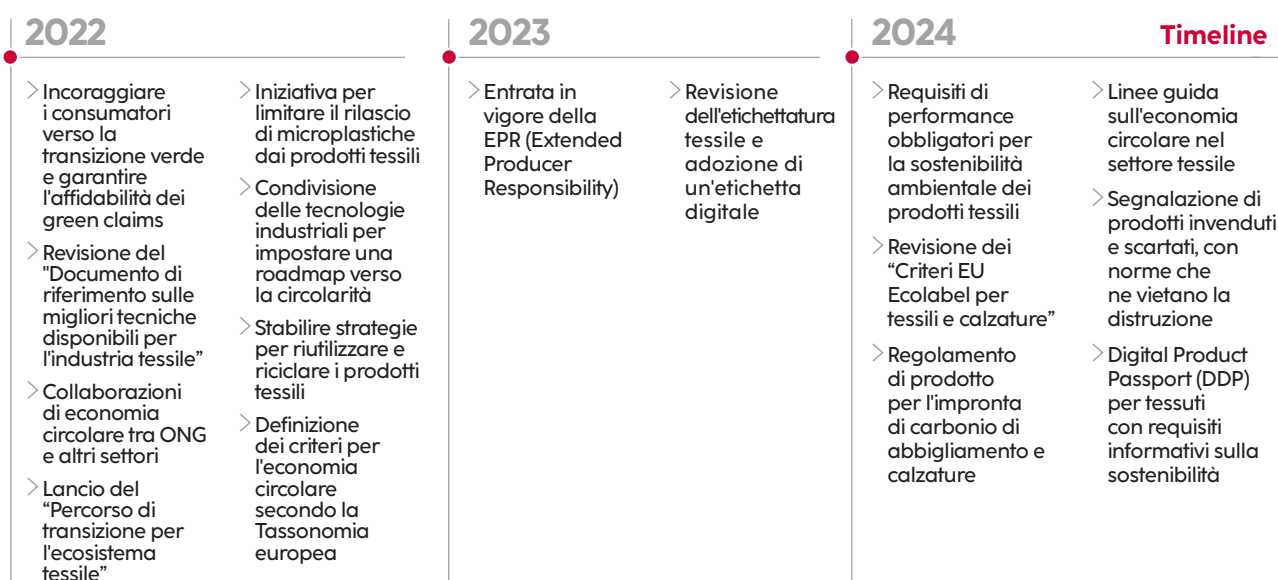 2022
Incoraggiare
i consumatori
verso la
transizione verde
e garantire
l'affidabilità dei
green claims
Revisione del
"Documento di
riferimento sulle
migliori tecniche
disponibili per
l'industria tessile”
Collaborazioni
di economia
circolare tra ONG
e altri settori
Lancio del
“Percorso di
transizione per
l'ecosistema
tessile”
Iniziativa per
limitare il rilascio
di microplastiche
dai prodotti tessili
Condivisione
delle tecnologie
industriali per
impostare una
roadmap verso
la circolarità
Stabilire strategie
per riutilizzare e
riciclare i prodotti
tessili
Definizione
dei criteri per
l'economia
circolare
secondo la
Tassonomia
europea
2023
Entrata in
vigore della
EPR (Extended
Producer
Responsibility)
Revisione
dell'etichettatura
tessile e
adozione di
un'etichetta
digitale
2024
Timeline
Requisiti di
performance
obbligatori per
la sostenibilità
ambientale dei
prodotti tessili
Revisione dei
“Criteri EU
Ecolabel per
tessili e calzature”
Regolamento
di prodotto
per l'impronta
di carbonio di
abbigliamento e
calzature
Linee guida
sull'economia
circolare nel
settore tessile
Segnalazione di
prodotti invenduti
e scartati, con
norme che
ne vietano la
distruzione
Digital Product
Passport (DDP)
per tessuti
con requisiti
informativi sulla
sostenibilità